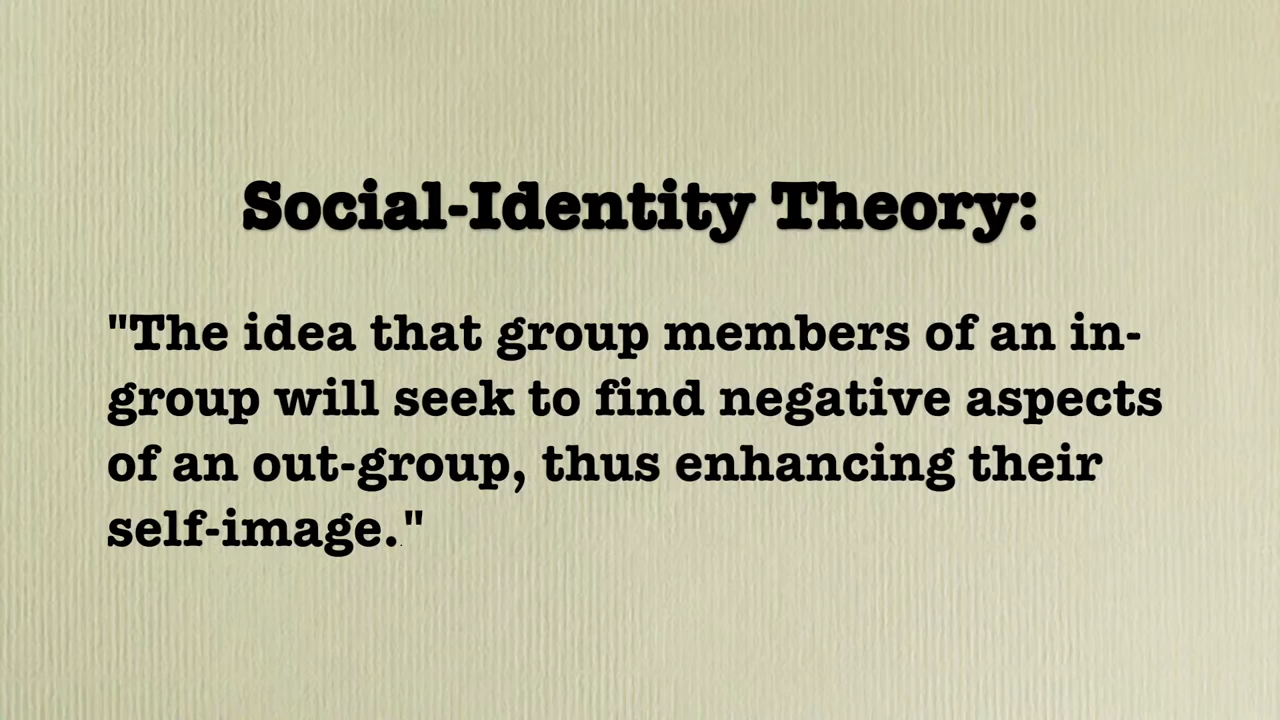 Social-Identity Theory:
"The idea that group members of an in-
group will seek to find negative aspects
of an out-group, thus enhancing their
self-image."